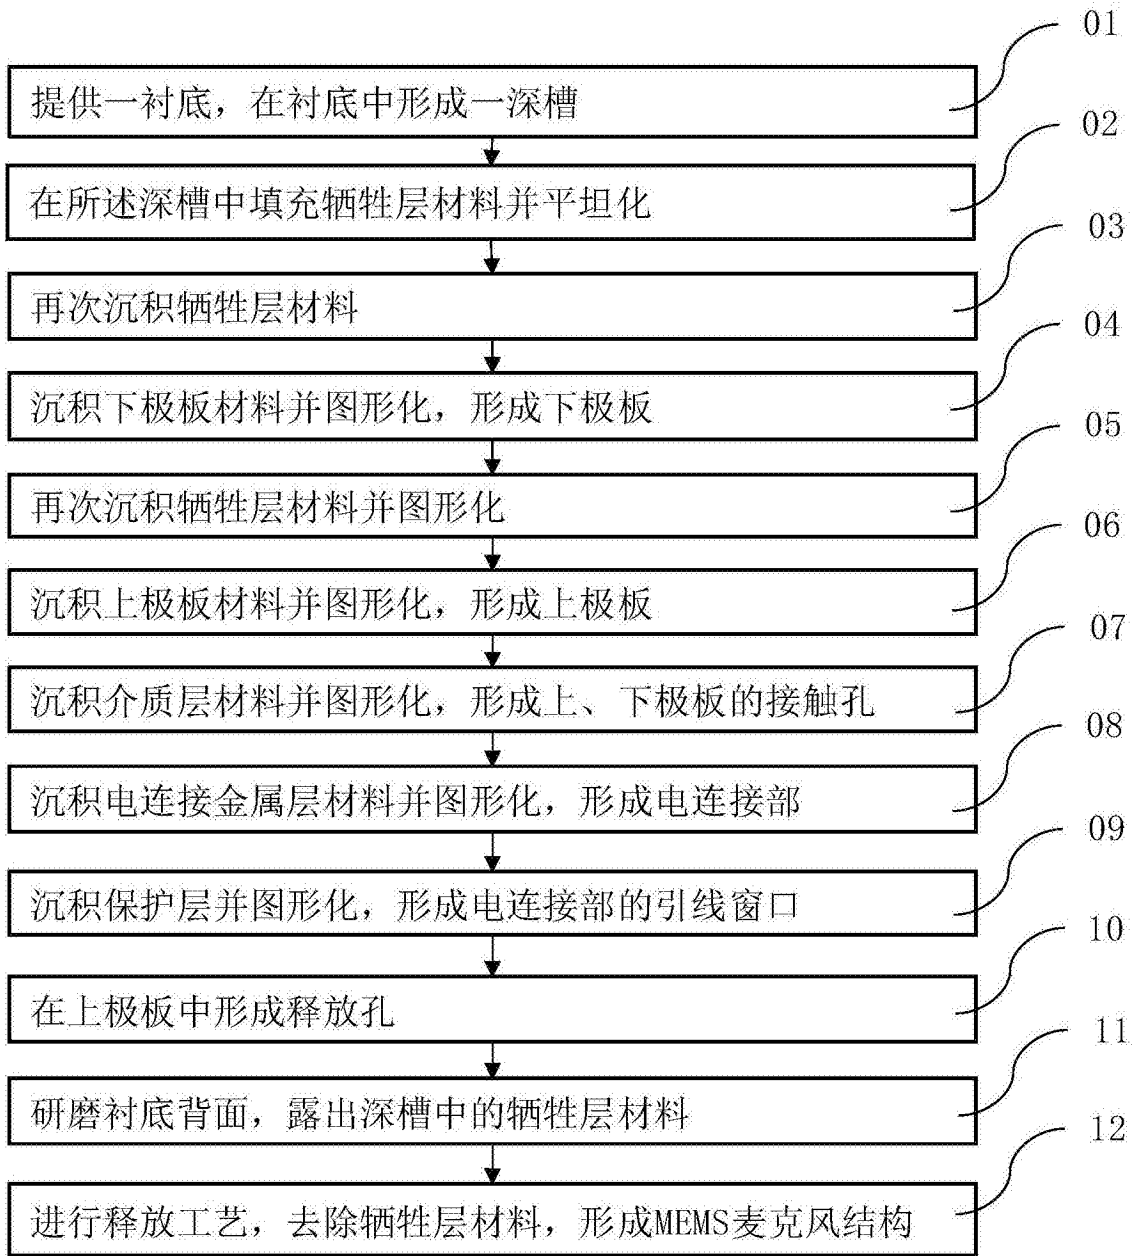 01
提供一衬底，在衬底中形成一深槽
02
在所述深槽中填充牺牲层材料并平坦化
03
再次沉积牺牲层材料
04
沉积下极板材料并图形化，形成下极板
05
再次沉积牺牲层材料并图形化
06
沉积上极板材料并图形化，形成上极板
07
沉积介质层材料并图形化，形成上、下极板的接触孔
08
沉积电连接金属层材料并图形化，形成电连接部
09
沉积保护层并图形化，形成电连接部的引线窗口
10
在上极板中形成释放孔
11
研磨衬底背面，露出深槽中的牺牲层材料
12
进行释放工艺，去除牺牲层材料，形成MEMS麦克风结构